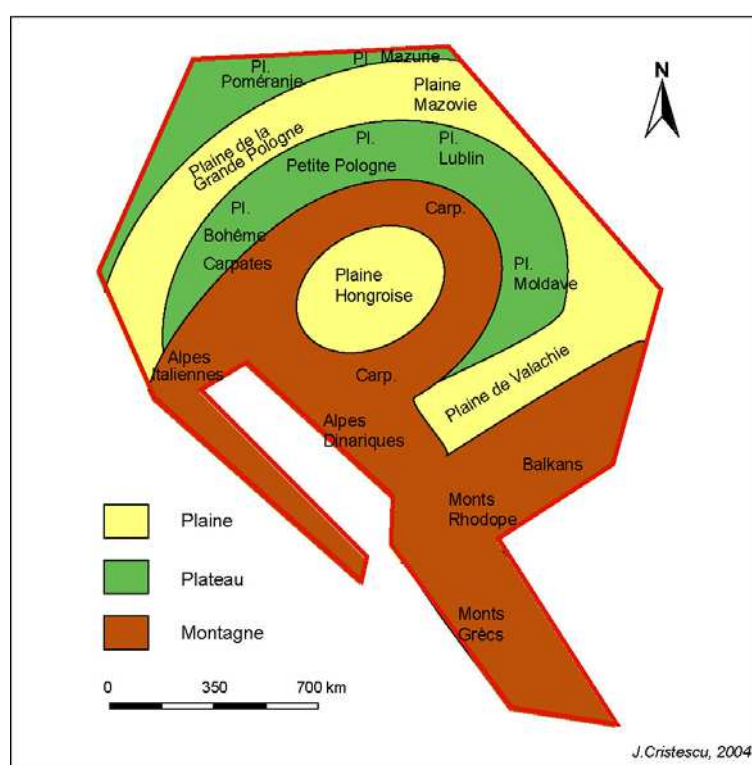 Pl. Mazurie
Pl.
Poméranie
N
Plaine
Mazovie
Plaine de la
Grande Pologne
Pl.
Petite Pologne
Pl.
Lublin
Pl.
Bohême
Carpates
Carp.
Plaine
Hongroise
Pl.
Moldave
Alpes
Italiennes
Carp.
Plaine de Valachie
Alpes
Dinariques
Balkans
Monts
Rhodope
Plaine
Plateau
Montagne
Monts
Grècs
0 350 700 km
J.Cristescu, 2004